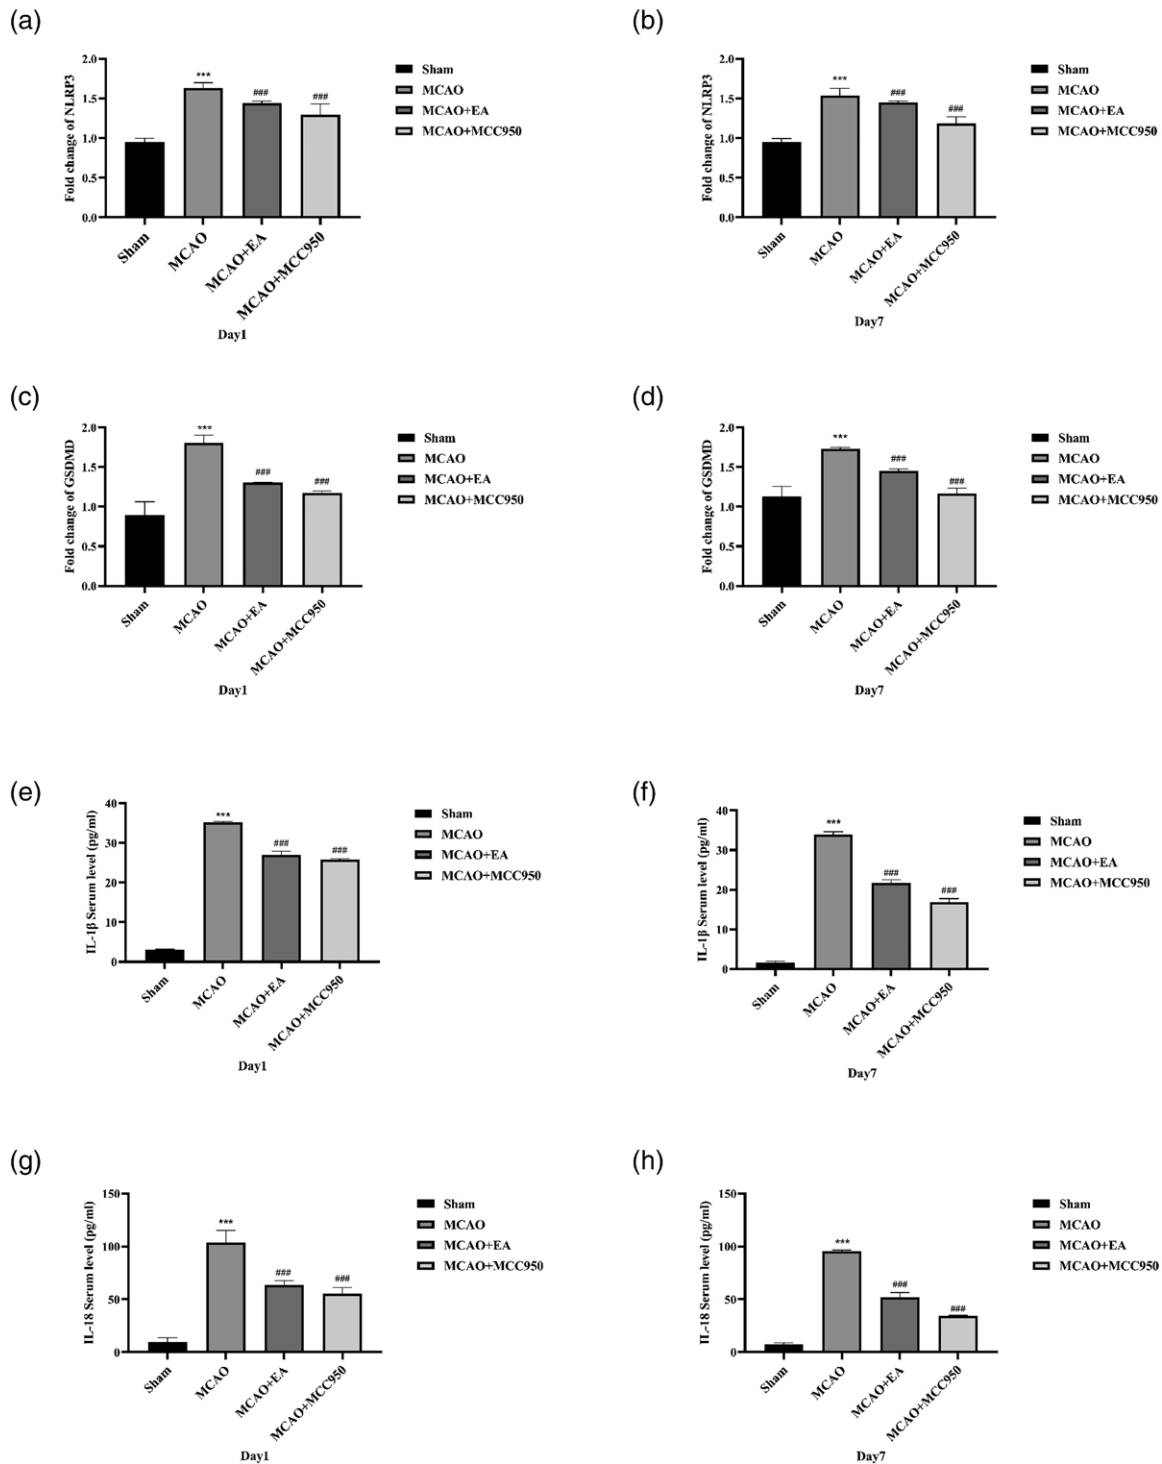 (a)
Fold change of NLRP3
2.0
1.5
1.0
0.5
0.0
***
###
###
Sham
MCAO
MCAO+EA
MCAO+MCC950
Sham
MCAO
MCAO+EA
MCAO+MCC950
Day1
(b)
Fold change of NLRP3
2.0
1.5
1.0
0.5
0.0
***
###
###
Sham
MCAO
MCAO+EA
MCAO+MCC950
Sham
MCAO
MCAO+EA
MCAO+MCC950
Day7
(c)
Fold change of GSDMD
2.0
1.5
1.0
0.5
0.0
***
###
###
Sham
MCAO
MCAO+EA
MCAO+MCC950
Sham
MCAO
MCAO+EA
MCAO+MCC950
Day1
(d)
Fold change of GSDMD
2.0
1.5
1.0
0.5
0.0
***
###
###
Sham
MCAO
MCAO+EA
MCAO+MCC950
Sham
MCAO
MCAO+EA
MCAO+MCC950
Day7
(e)
IL-1β Serum level (pg/ml)
40
30
20
10
0
***
###
###
Sham
MCAO
MCAO+EA
MCAO+MCC950
Sham
MCAO
MCAO+EA
MCAO+MCC950
Day1
(f)
IL-1β Serum level (pg/ml)
40
30
20
10
0
***
###
###
Sham
MCAO
MCAO+EA
MCAO+MCC950
Sham
MCAO
MCAO+EA
MCAO+MCC950
Day7
(g)
IL-18 Serum level (pg/ml)
150
100
50
0
***
###
###
Sham
MCAO
MCAO+EA
MCAO+MCC950
Sham
MCAO
MCAO+EA
MCAO+MCC950
Day1
(h)
IL-18 Serum level (pg/ml)
150
100
50
0
***
###
###
Sham
MCAO
MCAO+EA
MCAO+MCC950
Sham
MCAO
MCAO+EA
MCAO+MCC950
Day7